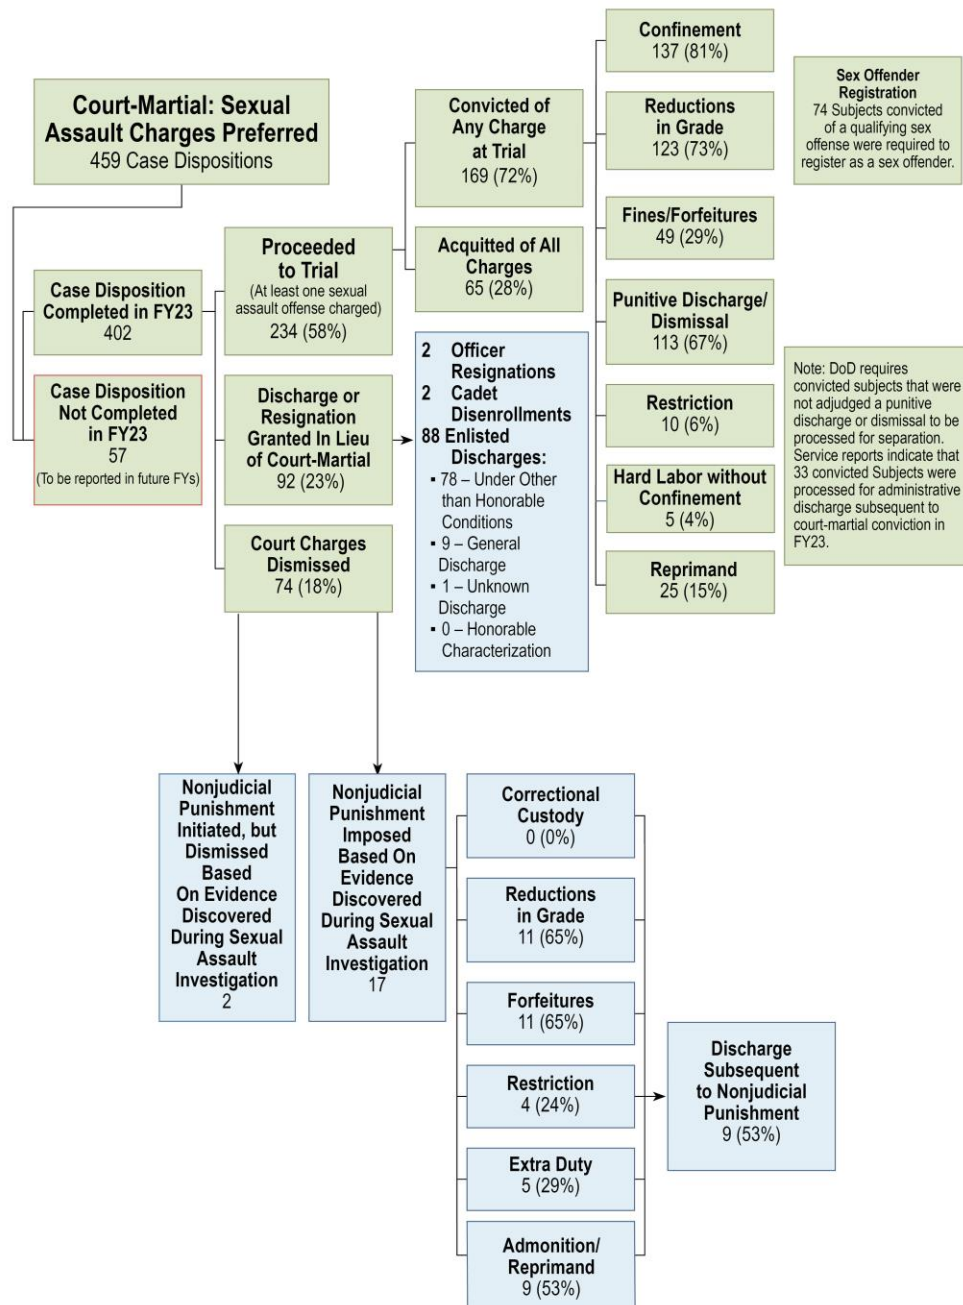 Court-Martial: Sexual
Assault Charges Preferred
459 Case Dispositions
Case Disposition
Completed in FY23
402
Case Disposition
Not Completed
in FY23
57
(To be reported in future FYs)
Proceeded
to Trial
(At least one sexual
assault offense charged)
234 (58%)
Discharge or
Resignation
Granted In Lieu
of Court-Martial
92 (23%)
Court Charges
Dismissed
74 (18%)
Convicted of
Any Charge
at Trial
169 (72%)
Acquitted of All
Charges
65 (28%)
2 Officer
Resignations
2 Cadet
Disenrollments
88 Enlisted
Discharges:
▪ 78 – Under Other
than Honorable
Conditions
▪ 9 – General
Discharge
▪ 1 – Unknown
Discharge
▪ 0 – Honorable
Characterization
Confinement
137 (81%)
Reductions
in Grade
123 (73%)
Fines/Forfeitures
49 (29%)
Punitive Discharge/
Dismissal
113 (67%)
Restriction
10 (6%)
Hard Labor without
Confinement
5 (4%)
Reprimand
25 (15%)
Sex Offender
Registration
74 Subjects convicted
of a qualifying sex
offense were required to
register as a sex offender.
Note: DoD requires
convicted subjects that were
not adjudged a punitive
discharge or dismissal to be
processed for separation.
Service reports indicate that
33 convicted Subjects were
processed for administrative
discharge subsequent to
court-martial conviction in
FY23.
Nonjudicial
Punishment
Initiated, but
Dismissed
Based
On Evidence
Discovered
During Sexual
Assault
Investigation
2
Nonjudicial
Punishment
Imposed
Based On
Evidence
Discovered
During Sexual
Assault
Investigation
17
Correctional
Custody
0 (0%)
Reductions
in Grade
11 (65%)
Forfeitures
11 (65%)
Restriction
4 (24%)
Extra Duty
5 (29%)
Admonition/
Reprimand
9 (53%)
Discharge
Subsequent
to Nonjudicial
Punishment
9 (53%)